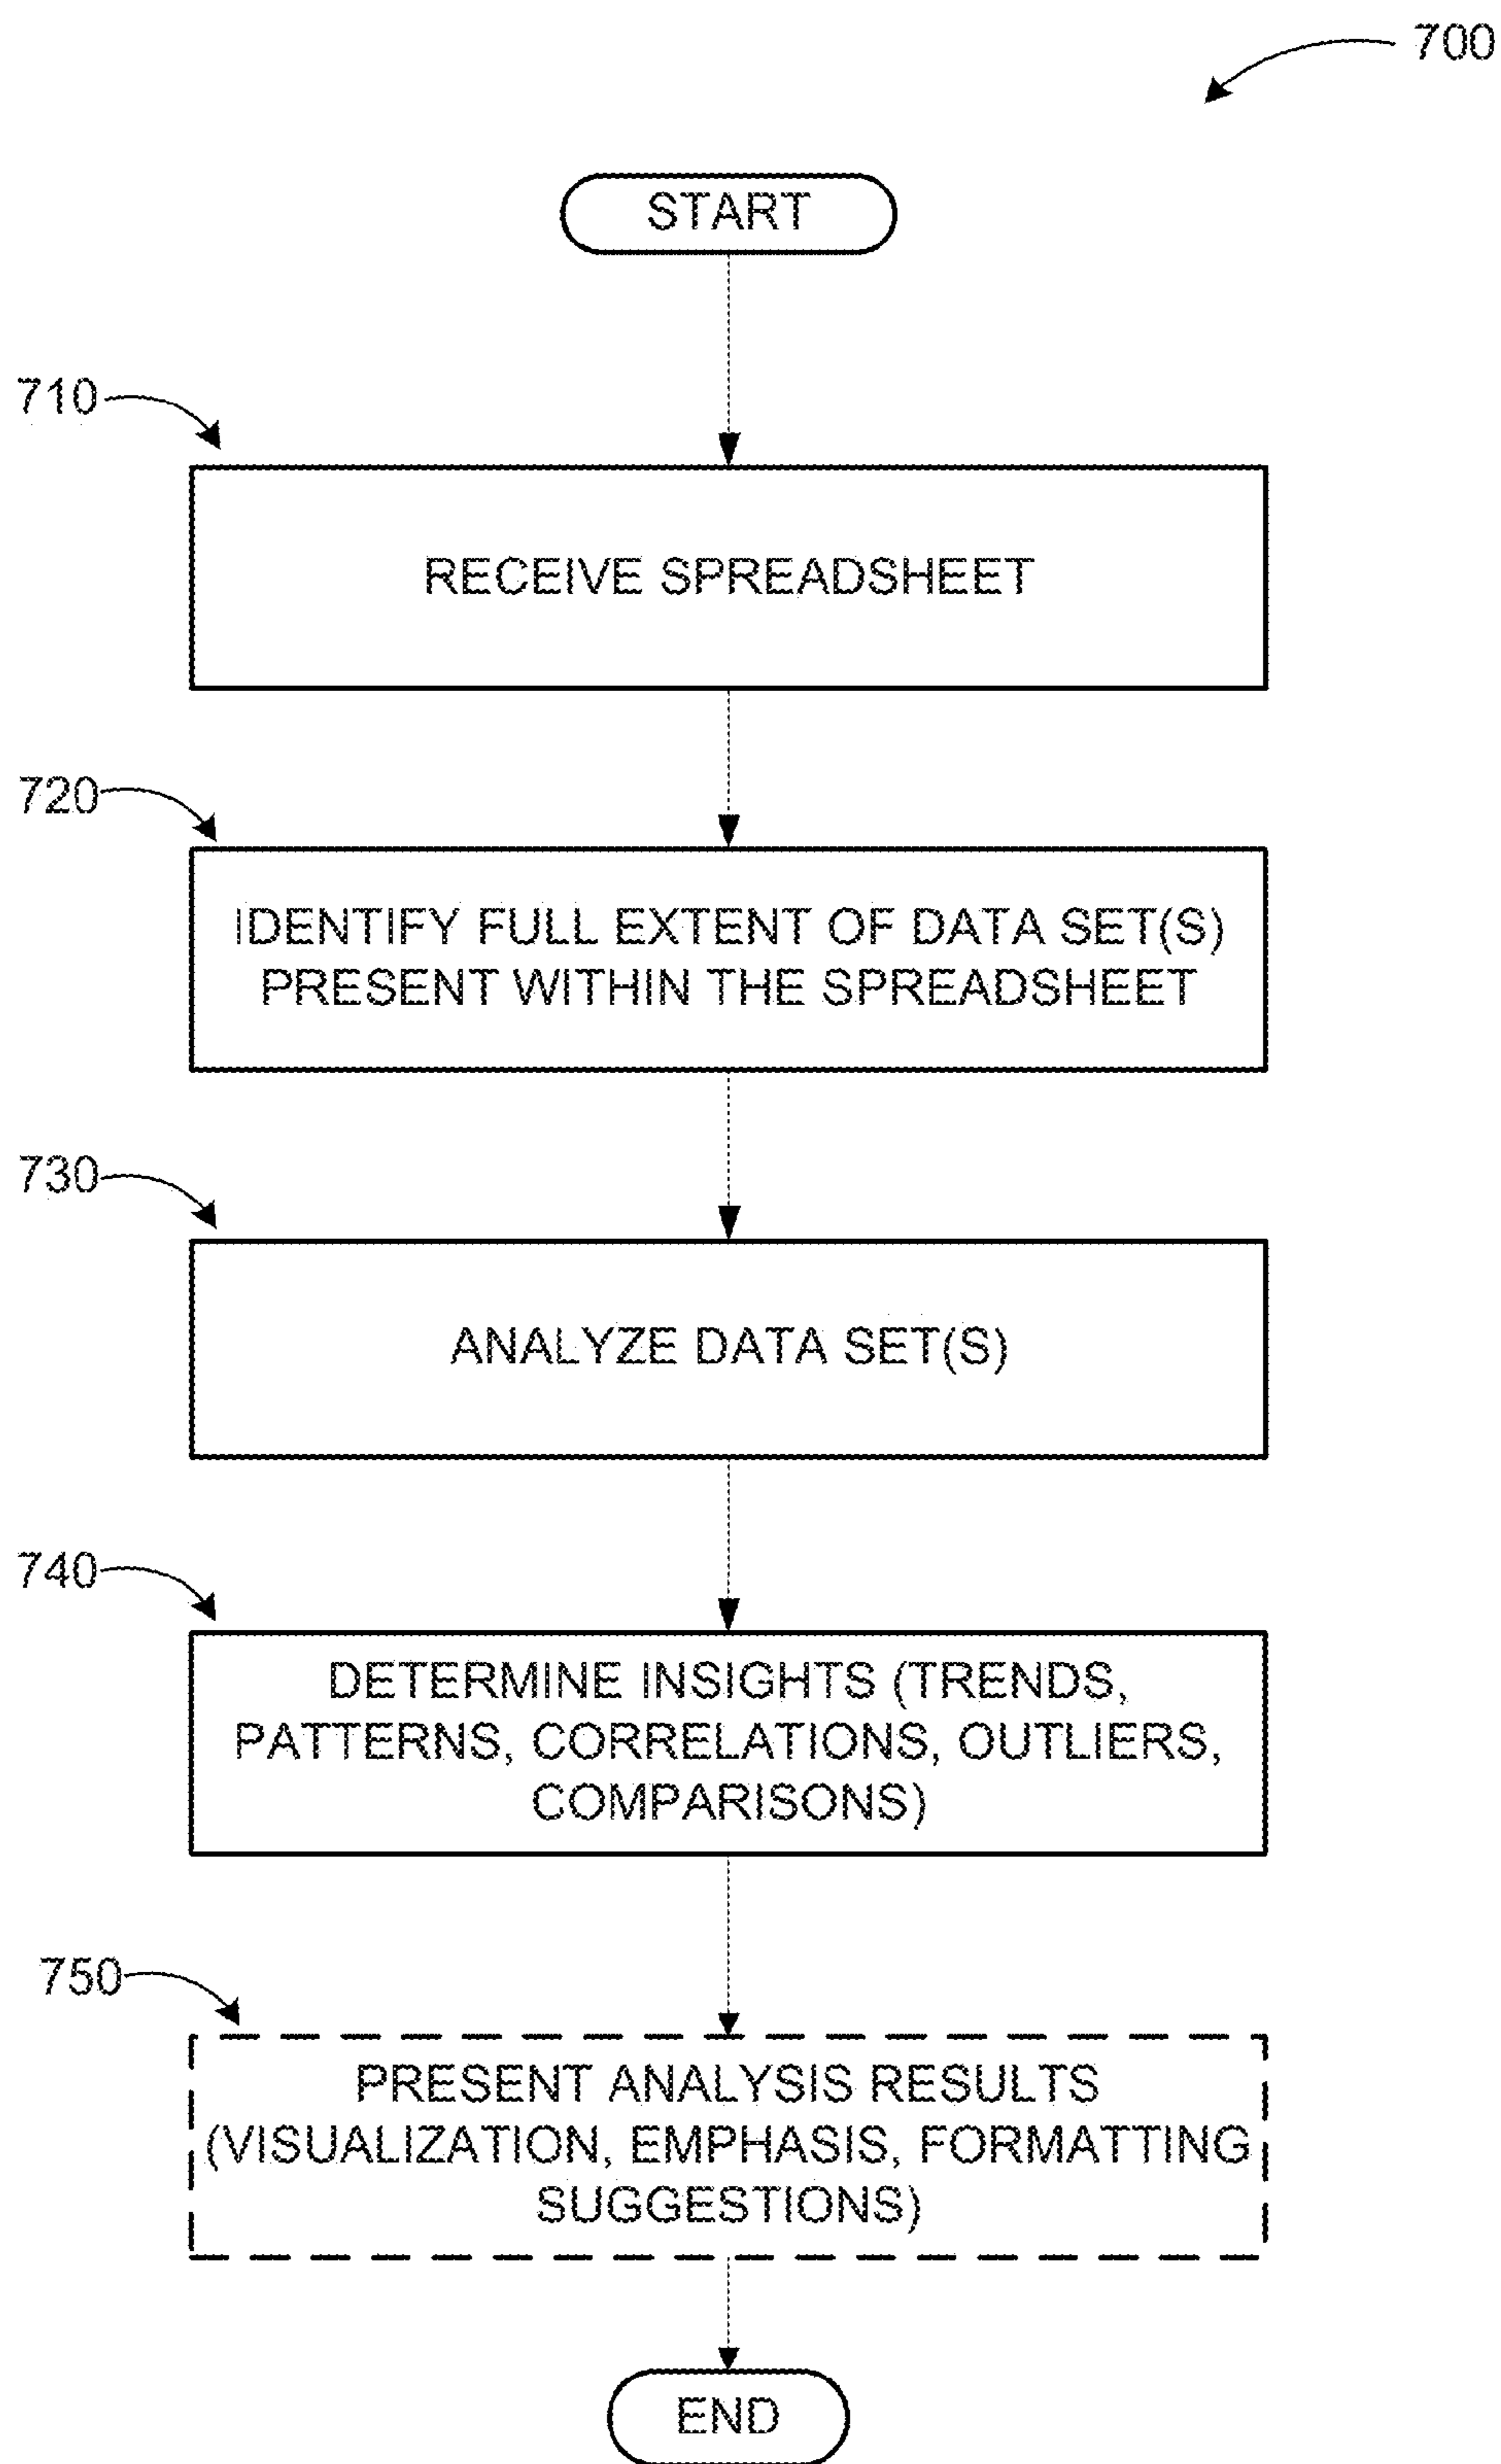 700
START
710
RECEIVE SPREADSHEET
720
IDENTIFY FULL EXTENT OF DATA SET(S)
PRESENT WITHIN THE SPREADSHEET
730
ANALYZE DATA SET(S)
740
DETERMINE INSIGHTS (TRENDS,
PATTERNS, CORRELATIONS, OUTLIERS,
COMPARISONS)
750
PRESENT ANALYSIS RESULTS
(VISUALIZATION, EMPHASIS, FORMATTING
SUGGESTIONS)
END